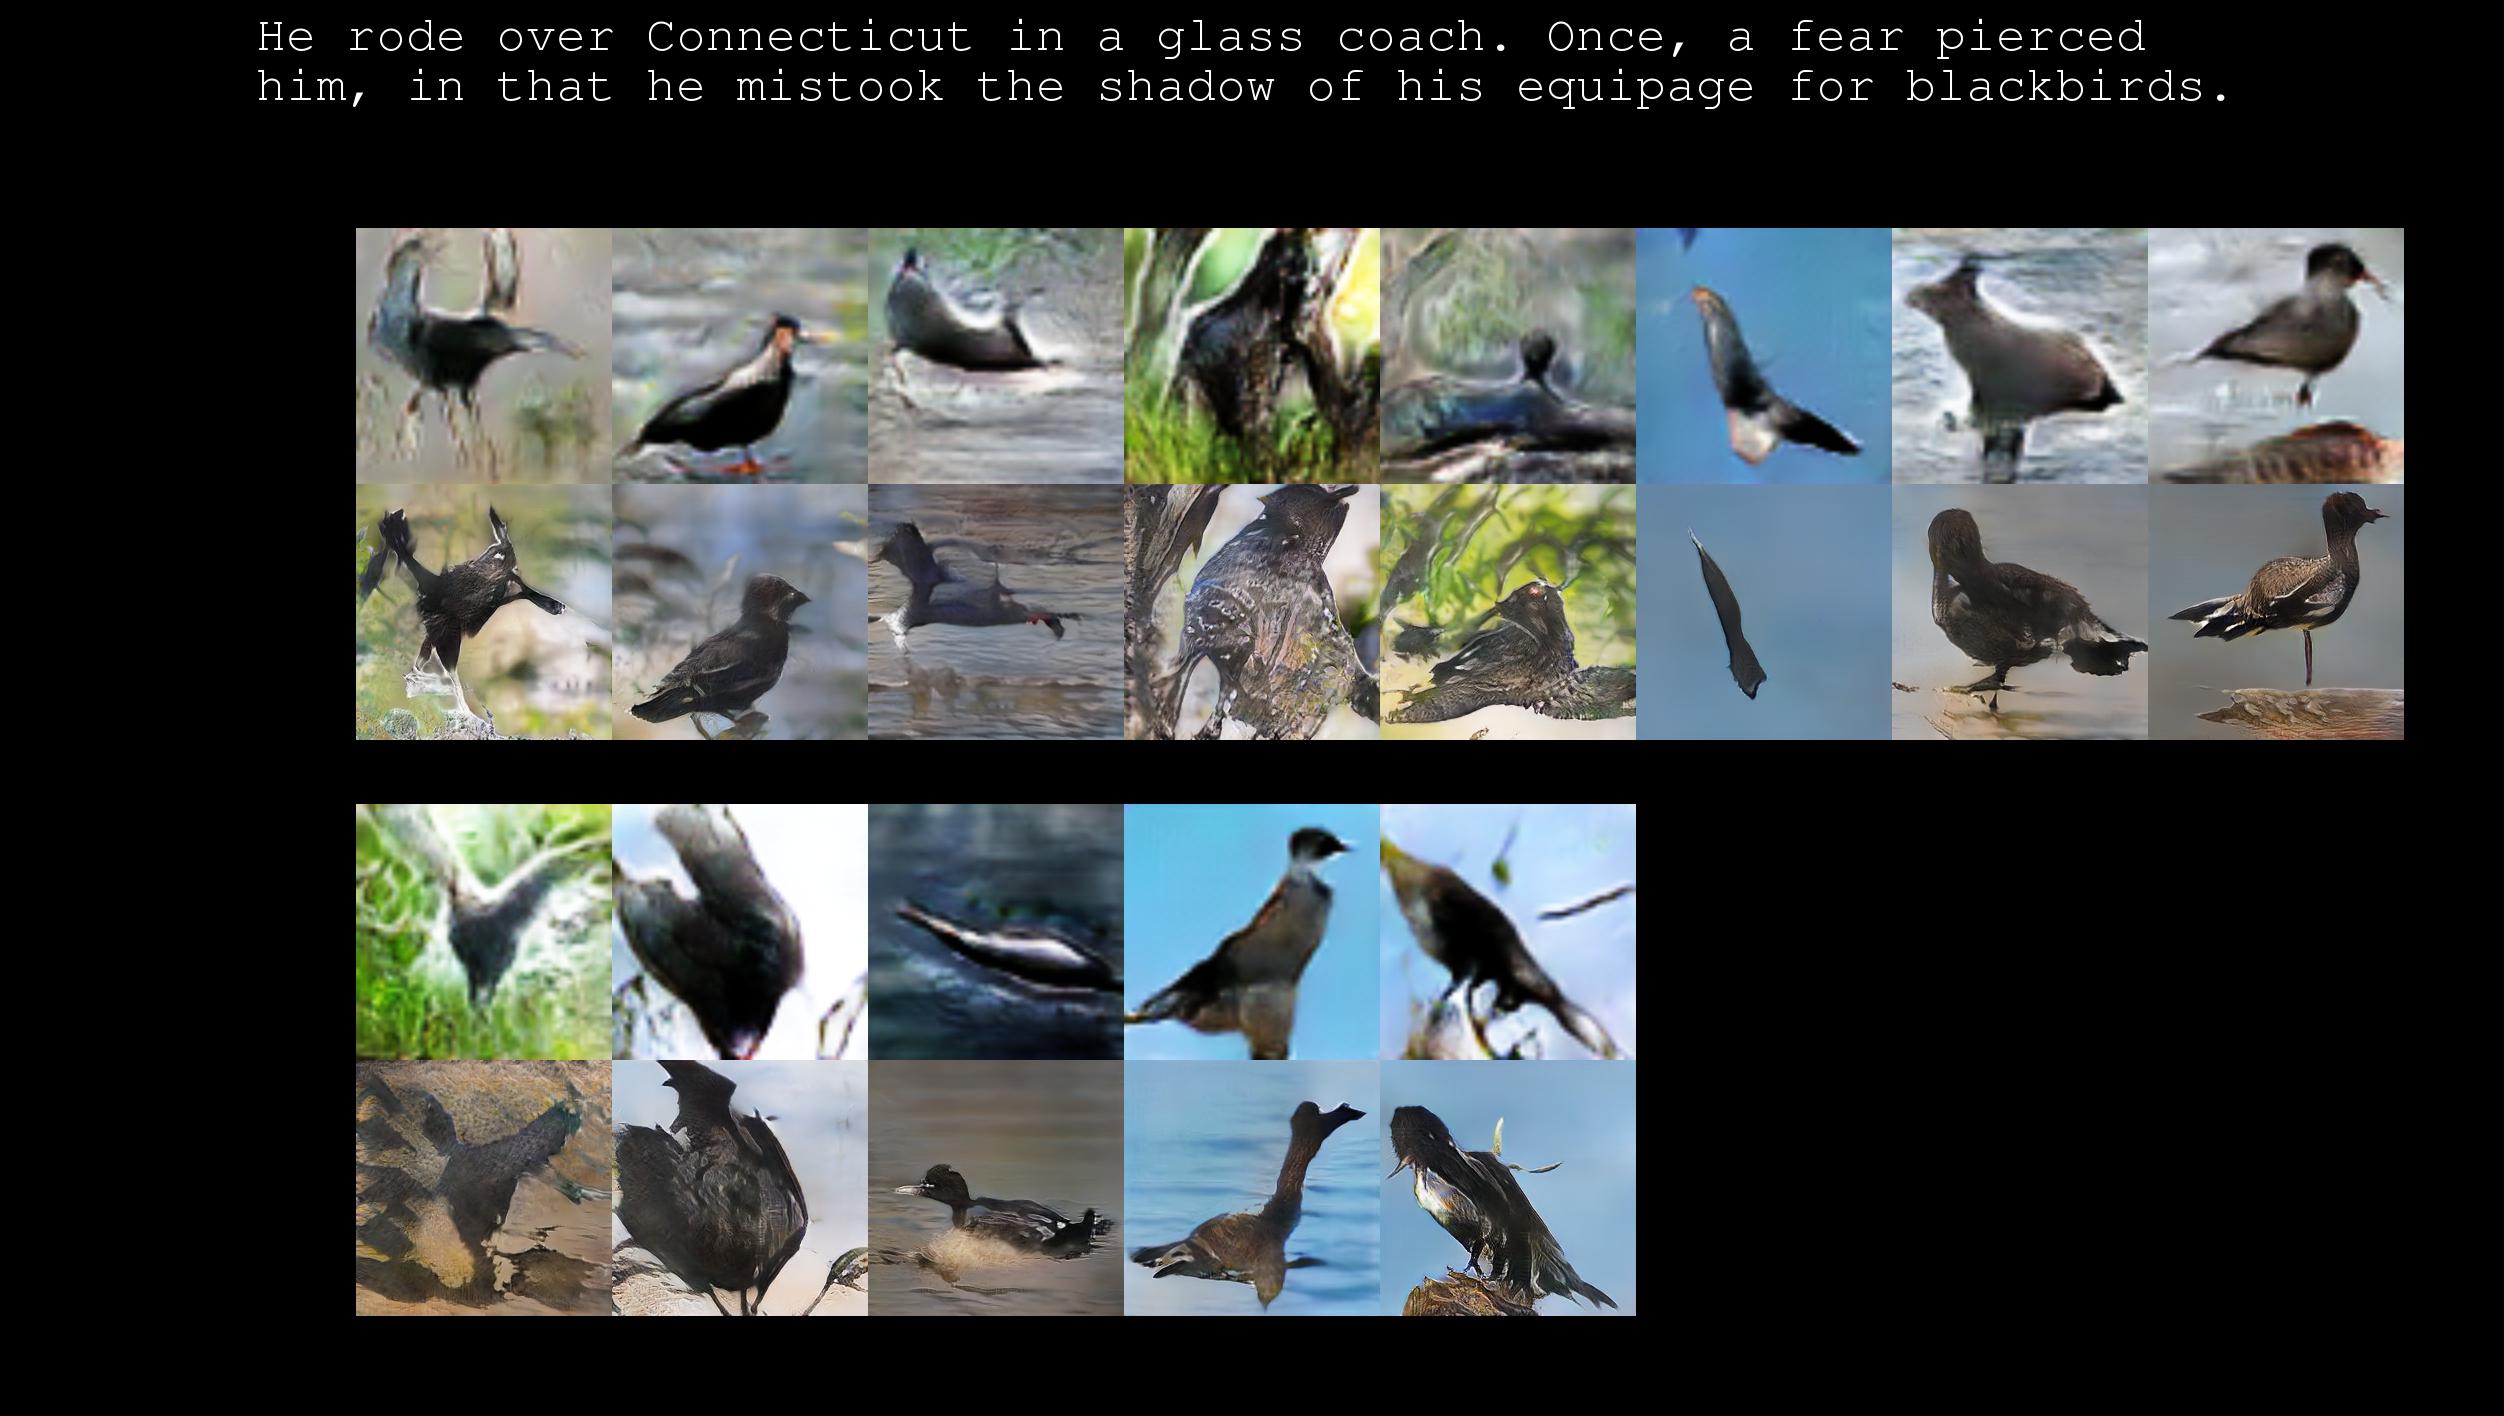 He rode over Connecticut in a glass coach. Once, a fear pierced
him, in that he mistook the shadow of his equipage for blackbirds.